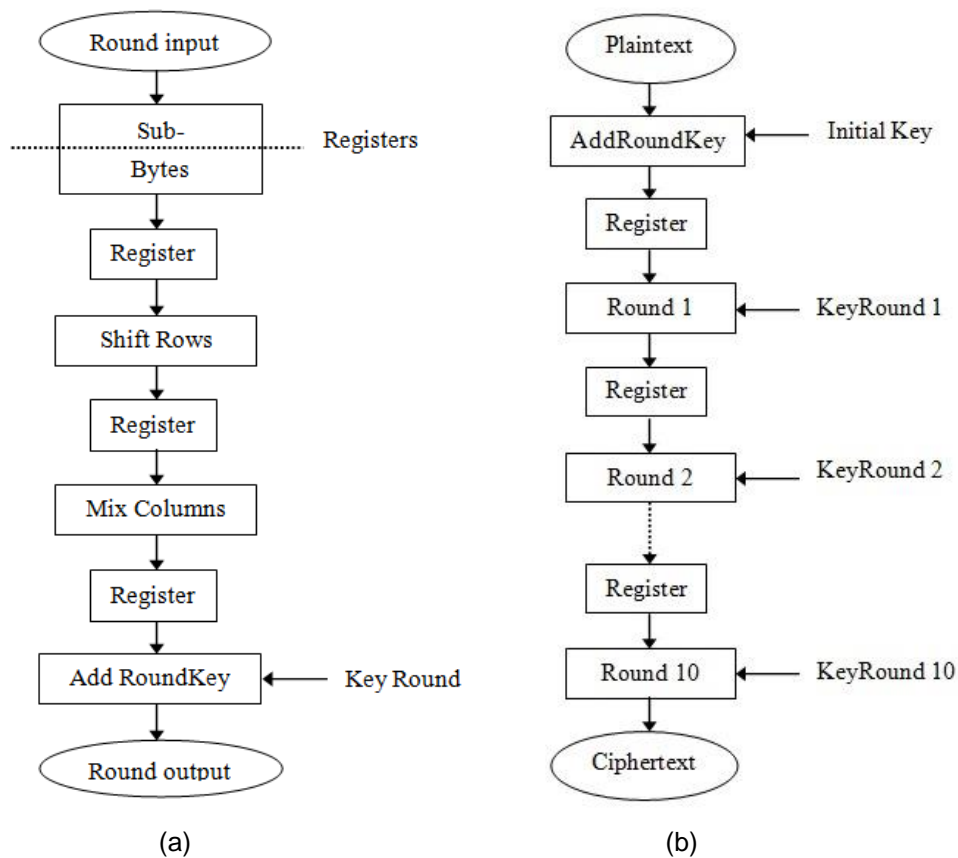 Round input
Sub-
Registers
Bytes
Register
Shift Rows
Register
Mix Columns
Register
Add RoundKey
Key Round
Round output
(a)
Plaintext
AddRoundKey
Initial Key
Register
Round 1
KeyRound 1
Register
Round 2
KeyRound 2
Register
Round 10
KeyRound 10
Ciphertext
(b)